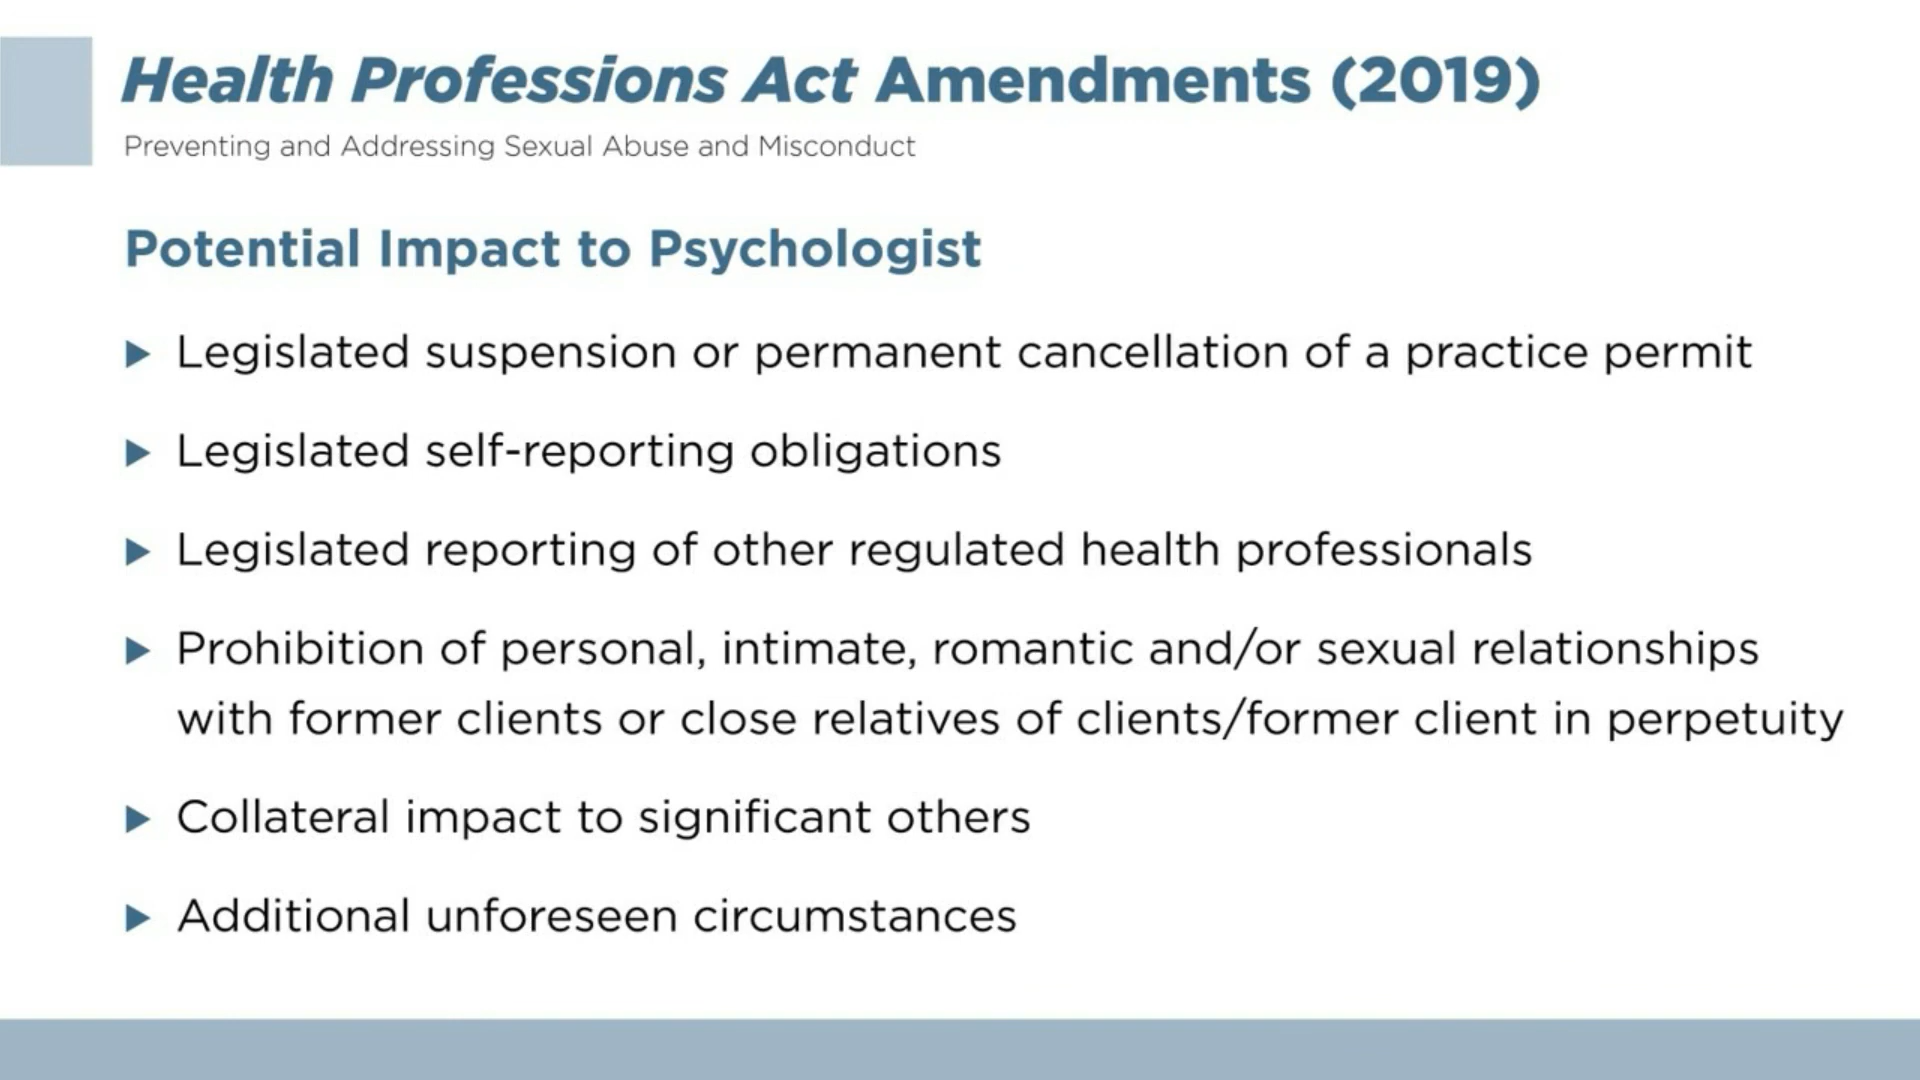 Health Professions Act Amendments (2019)
Preventing and Addressing Sexual Abuse and Misconduct
Potential Impact to Psychologist
Legislated suspension or permanent cancellation of a practice permit
Legislated self-reporting obligations
Legislated reporting of other regulated health professionals
Prohibition of personal, intimate, romantic and/or sexual relationships
with former clients or close relatives of clients/former client in perpetuity
Collateral impact to significant others
Additional unforeseen circumstances